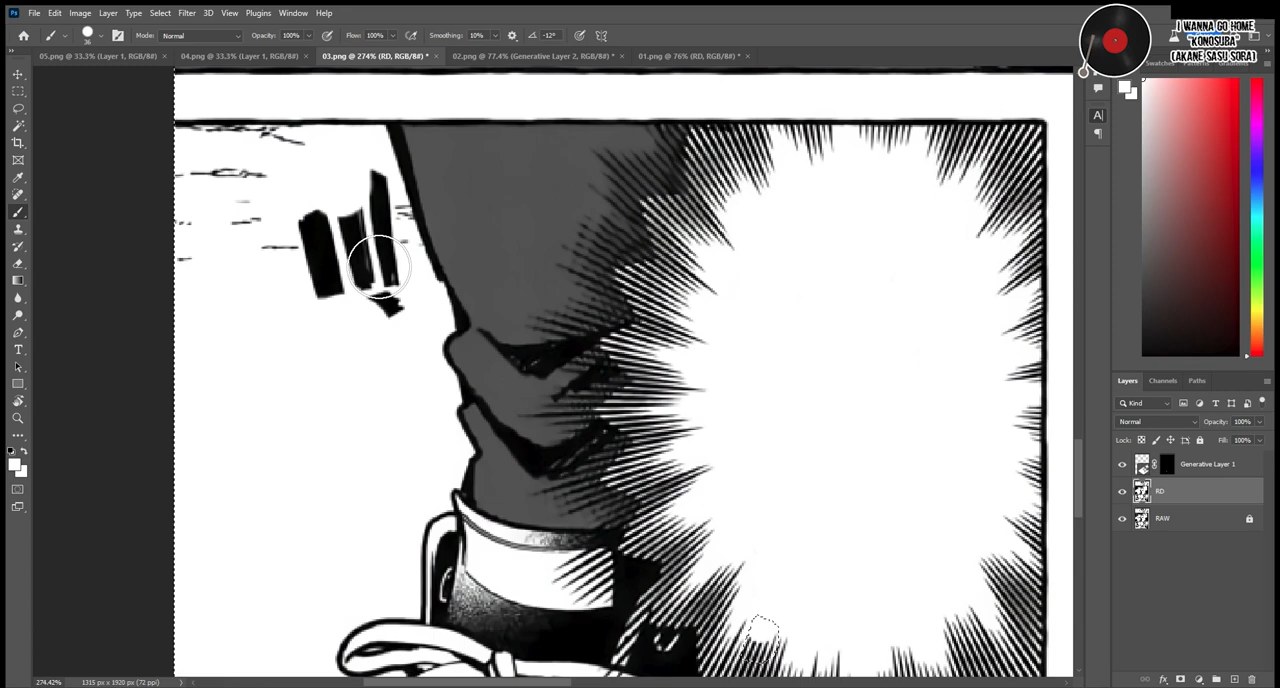 Ps File Edit Image Layer Type Select Filter 3D View Plugins Window Help
36 Mode: Normal Opacity: 100% Flow: 100% Smoothing: 10% -12°
05.png @ 33.3% (Layer 1, RGB/8#) × 04.png @ 33.3% (Layer 1, RGB/8#) × 03.png @ 274% (RD, RGB/8#) * × 02.png @ 77.4% (Generative Layer 2, RGB/8#) * × 01.png @ 76% (RD, RGB/8#) * ×
I WANNA GO HOME
"KONOSUBA"
(AKANE SASU SORA)
Layers Channels Paths
Kind
Normal Opacity: 100%
Lock: Fill: 100%
Generative Layer 1
RD
RAW
274.42% 1315 px x 1920 px (72 ppi)